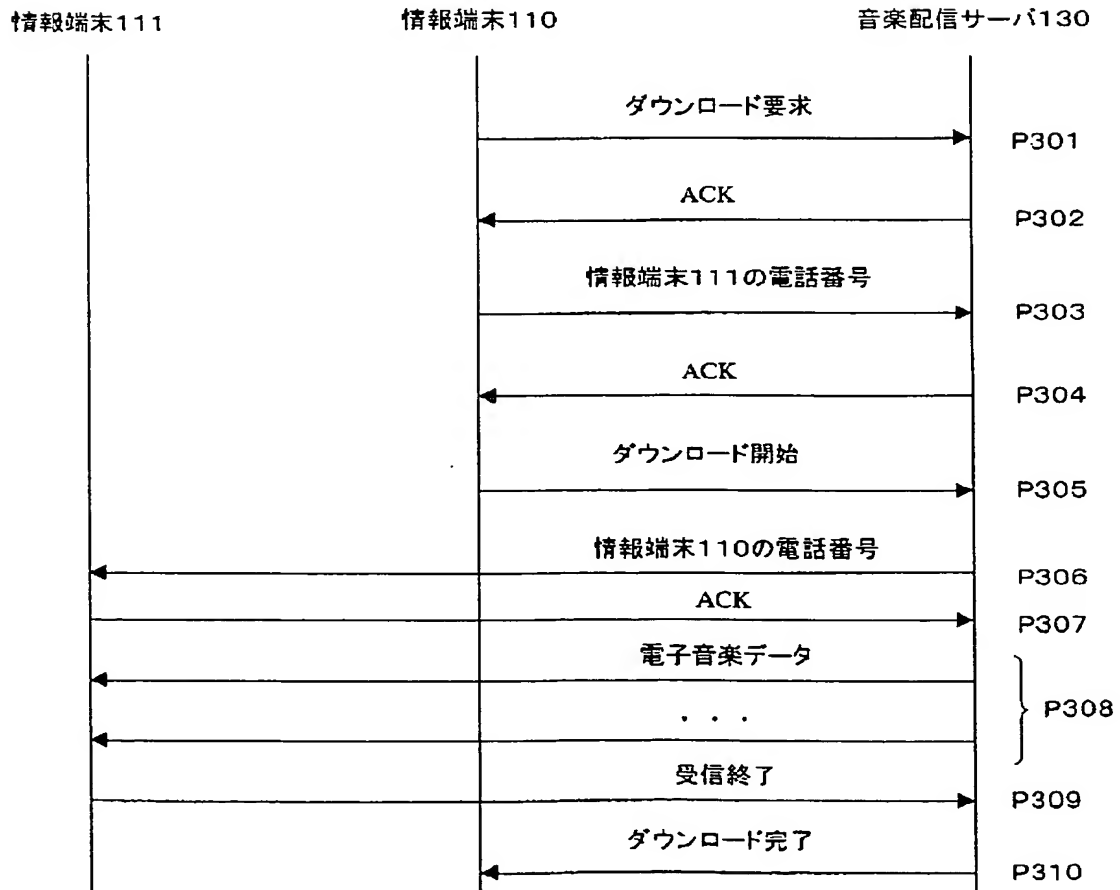 情報端末111 情報端末110 音楽配信サーバ130
ダウンロード要求
P301
ACK
P302
情報端末111の電話番号
P303
ACK
P304
ダウンロード開始
P305
情報端末110の電話番号
P306
ACK
P307
電子音楽データ
・・・
P308
受信終了
P309
ダウンロード完了
P310